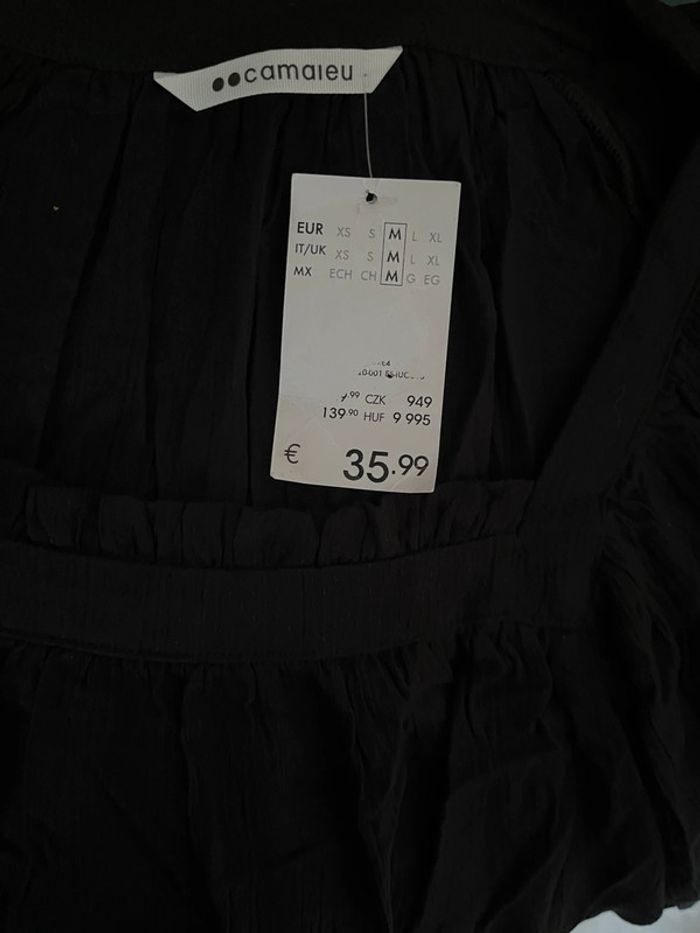 camaieu
EUR XS S M L XL
IT/UK XS S M L XL
MX ECH CH M G EG
CZK 949
139.90 HUF 9 995
€ 35.99